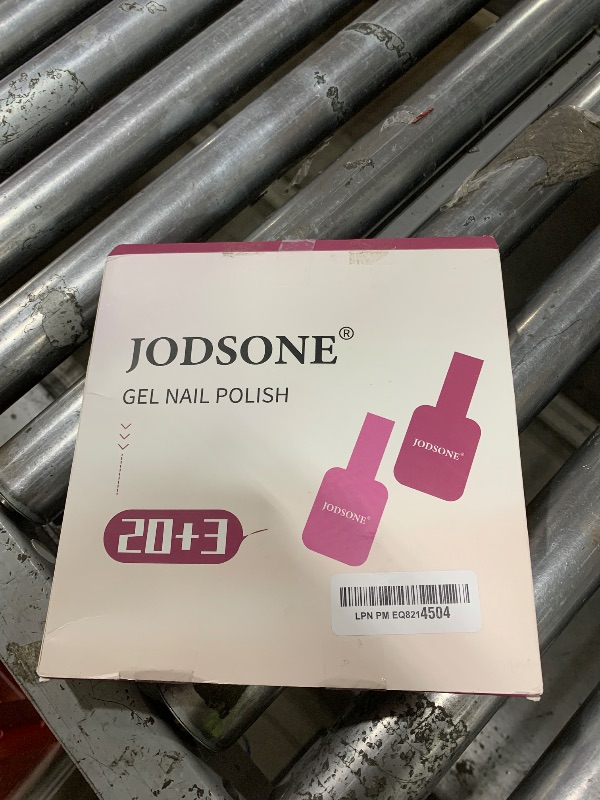 JODSONE®
GEL NAIL POLISH
JODSONE®
JODSONE®
20+3
LPN PM EQ8214504